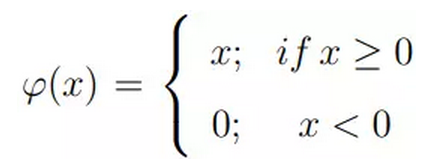 φ(x) = { x; if x ≥ 0
0; x < 0